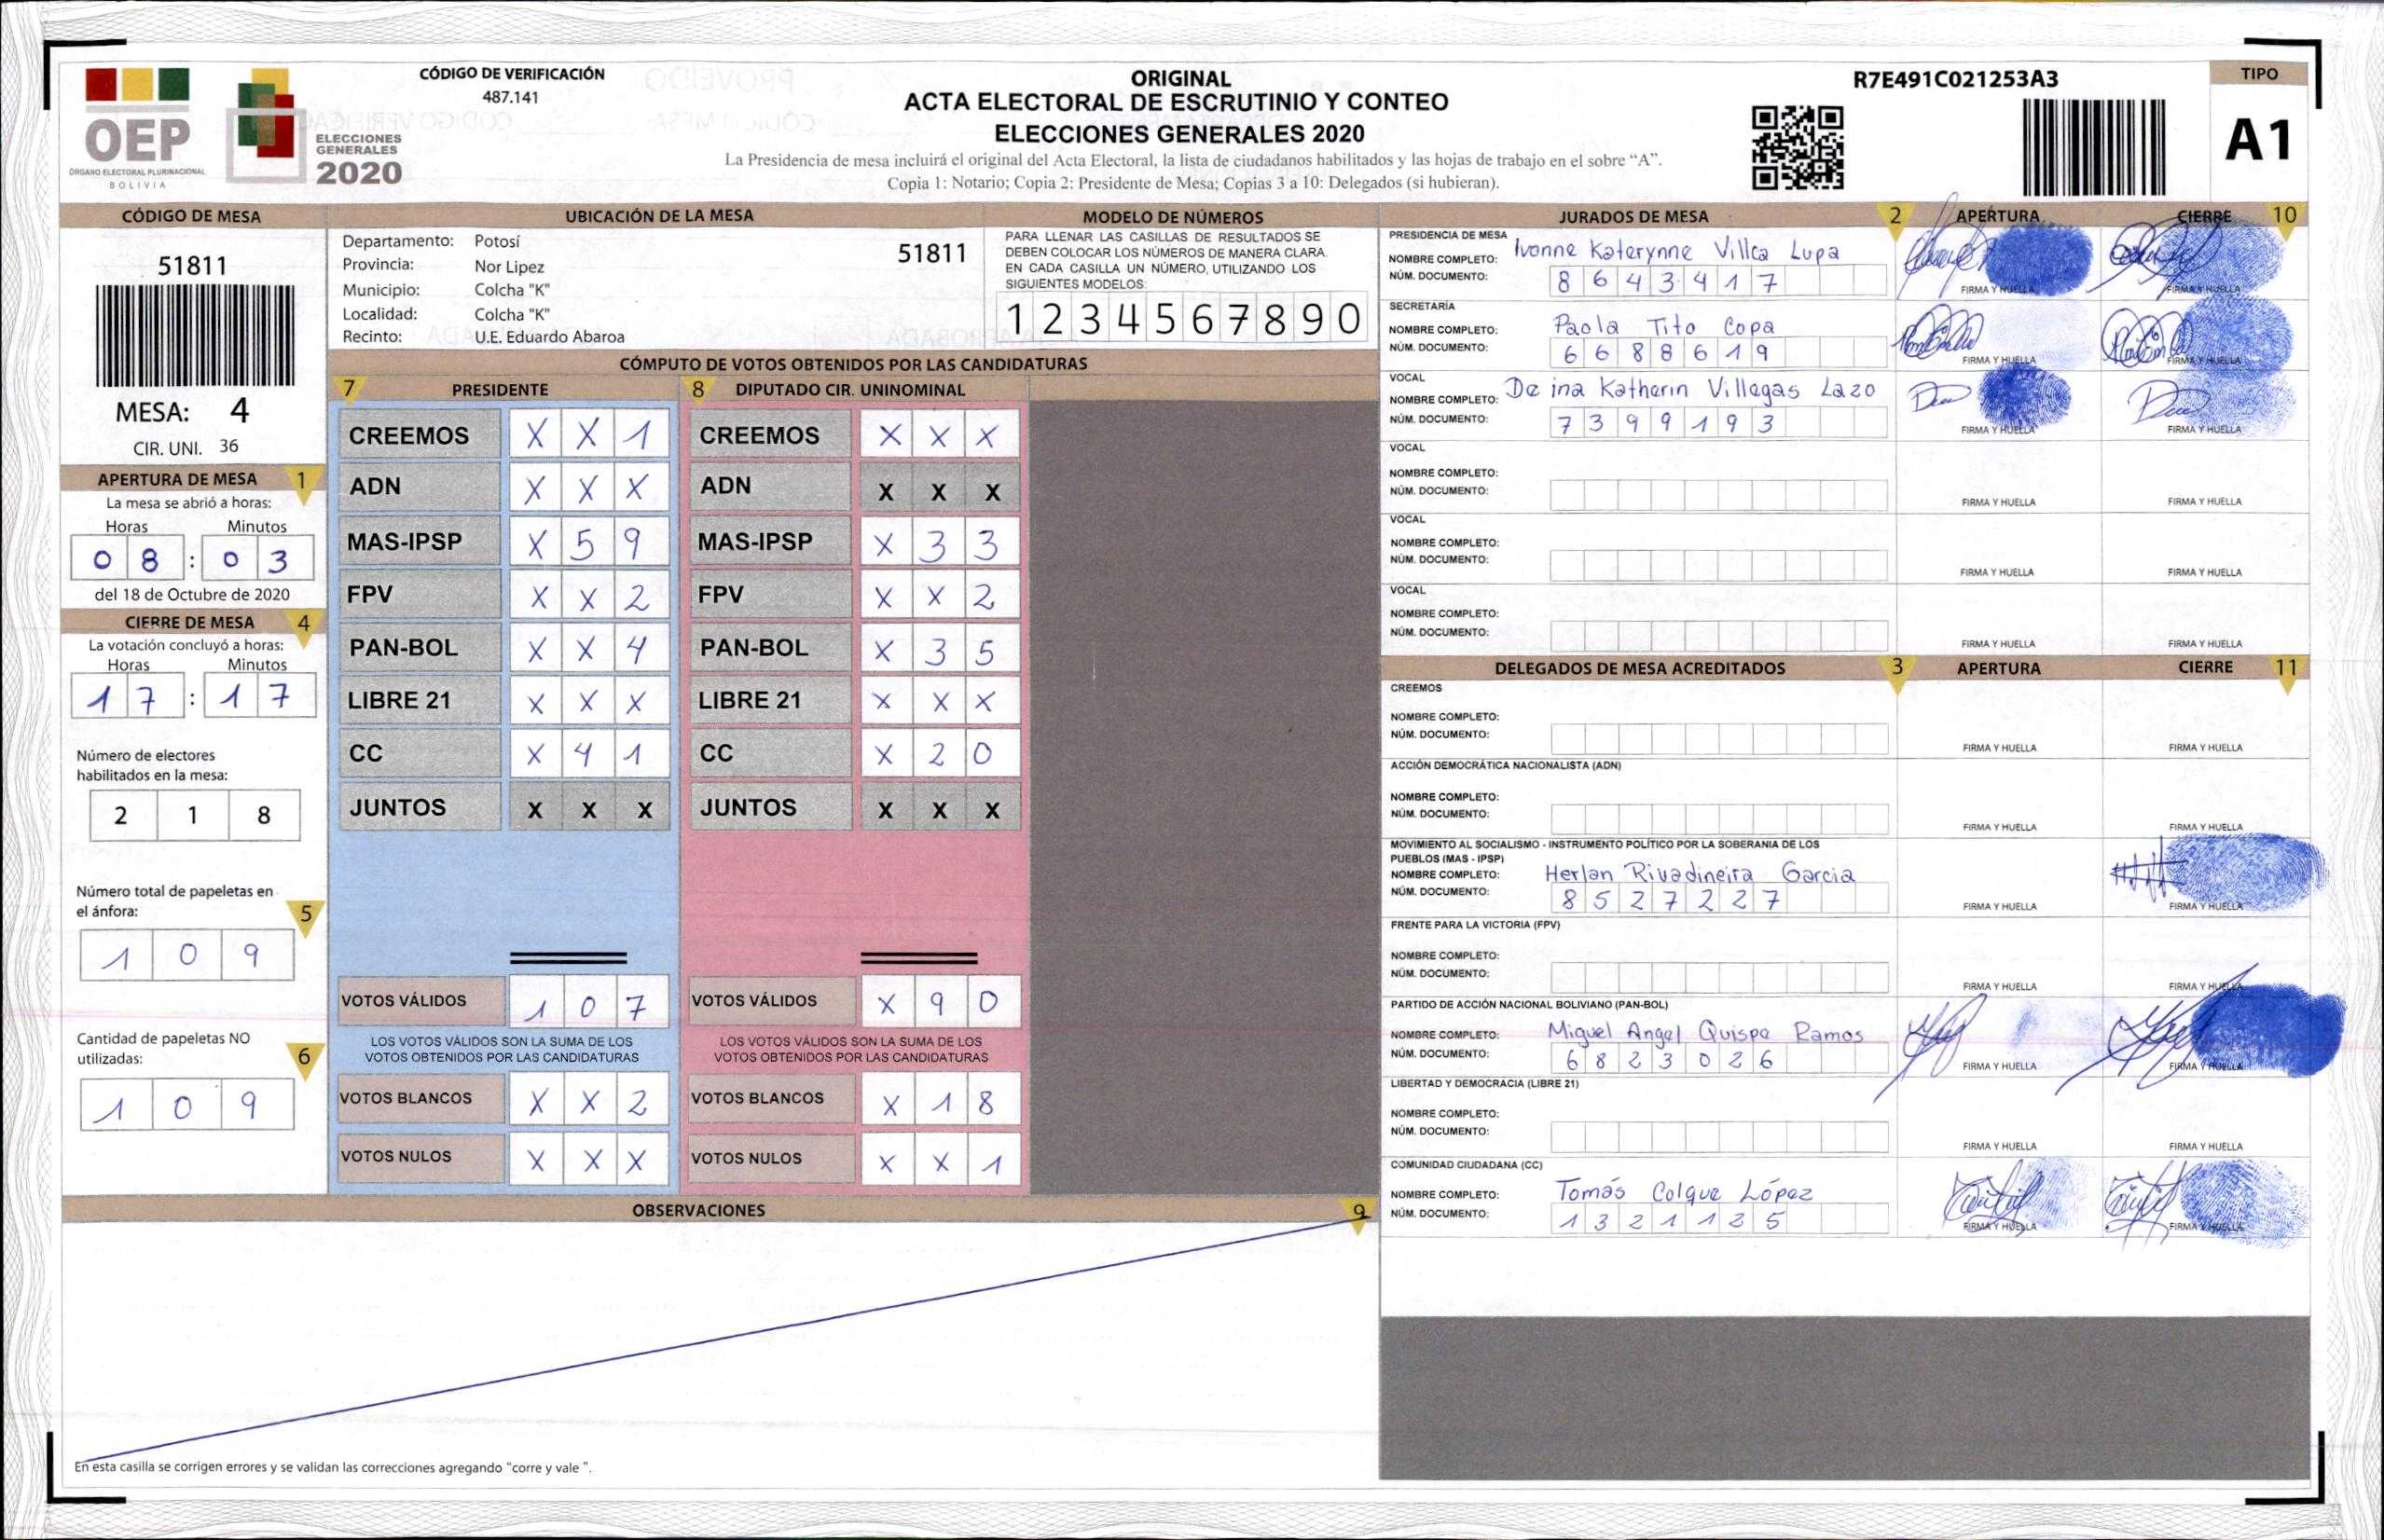 CÓDIGO DE VERIFICACIÓN
487.141
OEP
ÓRGANO ELECTORAL PLURINACIONAL
BOLIVIA
ELECCIONES
GENERALES
2020
ORIGINAL
ACTA ELECTORAL DE ESCRUTINIO Y CONTEO
ELECCIONES GENERALES 2020
La Presidencia de mesa incluirá el original del Acta Electoral, la lista de ciudadanos habilitados y las hojas de trabajo en el sobre “A”.
Copia 1: Notario; Copia 2: Presidente de Mesa; Copias 3 a 10: Delegados (si hubieran).
R7E491C021253A3
TIPO
A1
CÓDIGO DE MESA
51811
MESA: 4
CIR. UNI. 36
APERTURA DE MESA 1
La mesa se abrió a horas:
Horas Minutos
0 8 : 0 3
del 18 de Octubre de 2020
CIERRE DE MESA 4
La votación concluyó a horas:
Horas Minutos
1 7 : 1 7
Número de electores
habilitados en la mesa:
2 1 8
Número total de papeletas en
el ánfora: 5
1 0 9
Cantidad de papeletas NO
utilizadas: 6
1 0 9
UBICACIÓN DE LA MESA
Departamento: Potosí 51811
Provincia: Nor Lipez
Municipio: Colcha "K"
Localidad: Colcha "K"
Recinto: U.E. Eduardo Abaroa
MODELO DE NÚMEROS
PARA LLENAR LAS CASILLAS DE RESULTADOS SE
DEBEN COLOCAR LOS NÚMEROS DE MANERA CLARA.
EN CADA CASILLA UN NÚMERO, UTILIZANDO LOS
SIGUIENTES MODELOS:
1 2 3 4 5 6 7 8 9 0
CÓMPUTO DE VOTOS OBTENIDOS POR LAS CANDIDATURAS
7 PRESIDENTE
CREEMOS X X 1
ADN X X X
MAS-IPSP X 5 9
FPV X X 2
PAN-BOL X X 4
LIBRE 21 X X X
CC X 4 1
JUNTOS X X X
VOTOS VÁLIDOS 1 0 7
LOS VOTOS VÁLIDOS SON LA SUMA DE LOS
VOTOS OBTENIDOS POR LAS CANDIDATURAS
VOTOS BLANCOS X X 2
VOTOS NULOS X X X
8 DIPUTADO CIR. UNINOMINAL
CREEMOS X X X
ADN X X X
MAS-IPSP X 3 3
FPV X X 2
PAN-BOL X 3 5
LIBRE 21 X X X
CC X 2 0
JUNTOS X X X
VOTOS VÁLIDOS X 9 0
LOS VOTOS VÁLIDOS SON LA SUMA DE LOS
VOTOS OBTENIDOS POR LAS CANDIDATURAS
VOTOS BLANCOS X 1 8
VOTOS NULOS X X 1
OBSERVACIONES 9
En esta casilla se corrigen errores y se validan las correcciones agregando "corre y vale ".
JURADOS DE MESA 2 APERTURA CIERRE 10
PRESIDENCIA DE MESA
NOMBRE COMPLETO: Ivonne Katerynne Villca Lupa
NÚM. DOCUMENTO: 8 6 4 3 4 1 7
FIRMA Y HUELLA FIRMA Y HUELLA
SECRETARÍA
NOMBRE COMPLETO: Paola Tito Copa
NÚM. DOCUMENTO: 6 6 8 8 6 1 9
FIRMA Y HUELLA FIRMA Y HUELLA
VOCAL
NOMBRE COMPLETO: De ina Katherin Villegas Lazo
NÚM. DOCUMENTO: 7 3 9 9 1 9 3
FIRMA Y HUELLA FIRMA Y HUELLA
VOCAL
NOMBRE COMPLETO:
NÚM. DOCUMENTO:
FIRMA Y HUELLA FIRMA Y HUELLA
VOCAL
NOMBRE COMPLETO:
NÚM. DOCUMENTO:
FIRMA Y HUELLA FIRMA Y HUELLA
VOCAL
NOMBRE COMPLETO:
NÚM. DOCUMENTO:
FIRMA Y HUELLA FIRMA Y HUELLA
DELEGADOS DE MESA ACREDITADOS 3 APERTURA CIERRE 11
CREEMOS
NOMBRE COMPLETO:
NÚM. DOCUMENTO:
FIRMA Y HUELLA FIRMA Y HUELLA
ACCIÓN DEMOCRÁTICA NACIONALISTA (ADN)
NOMBRE COMPLETO:
NÚM. DOCUMENTO:
FIRMA Y HUELLA FIRMA Y HUELLA
MOVIMIENTO AL SOCIALISMO - INSTRUMENTO POLÍTICO POR LA SOBERANIA DE LOS
PUEBLOS (MAS - IPSP)
NOMBRE COMPLETO: Herlan Rivadineira Garcia
NÚM. DOCUMENTO: 8 5 2 7 2 2 7
FIRMA Y HUELLA FIRMA Y HUELLA
FRENTE PARA LA VICTORIA (FPV)
NOMBRE COMPLETO:
NÚM. DOCUMENTO:
FIRMA Y HUELLA FIRMA Y HUELLA
PARTIDO DE ACCIÓN NACIONAL BOLIVIANO (PAN-BOL)
NOMBRE COMPLETO: Miguel Angel Quispe Ramos
NÚM. DOCUMENTO: 6 8 2 3 0 2 6
FIRMA Y HUELLA FIRMA Y HUELLA
LIBERTAD Y DEMOCRACIA (LIBRE 21)
NOMBRE COMPLETO:
NÚM. DOCUMENTO:
FIRMA Y HUELLA FIRMA Y HUELLA
COMUNIDAD CIUDADANA (CC)
NOMBRE COMPLETO: Tomás Colque López
NÚM. DOCUMENTO: 1 3 2 1 1 2 5
FIRMA Y HUELLA FIRMA Y HUELLA